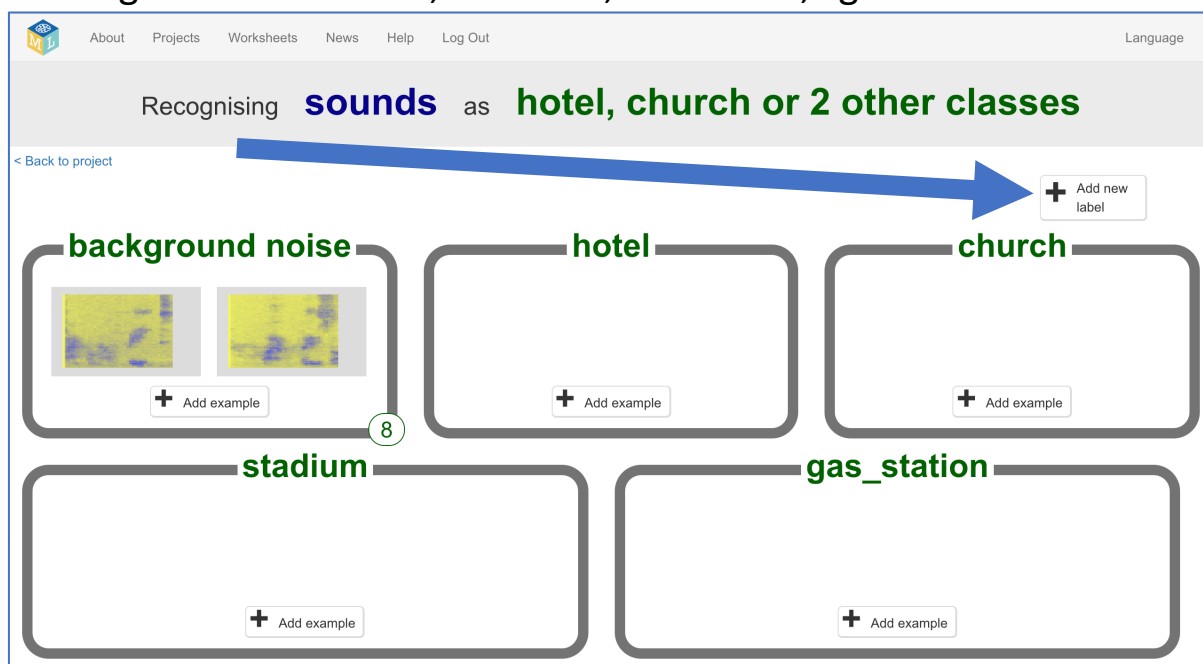 M L
About Projects Worksheets News Help Log Out Language
Recognising sounds as hotel, church or 2 other classes
< Back to project
+ Add new
label
background noise hotel church
+ Add example + Add example + Add example
8
stadium gas_station
+ Add example + Add example